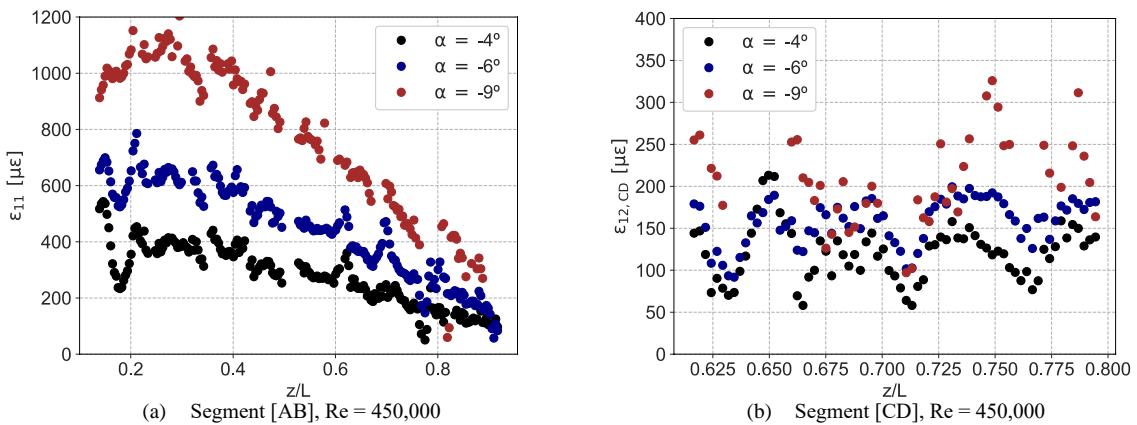 1200
1000
800
600
400
200
0
ε11 [µε]
α = -4º
α = -6º
α = -9º
0.2 0.4 0.6 0.8
z/L
(a) Segment [AB], Re = 450,000
400
350
300
250
200
150
100
50
0
ε12, CD [µε]
α = -4º
α = -6º
α = -9º
0.625 0.650 0.675 0.700 0.725 0.750 0.775 0.800
z/L
(b) Segment [CD], Re = 450,000